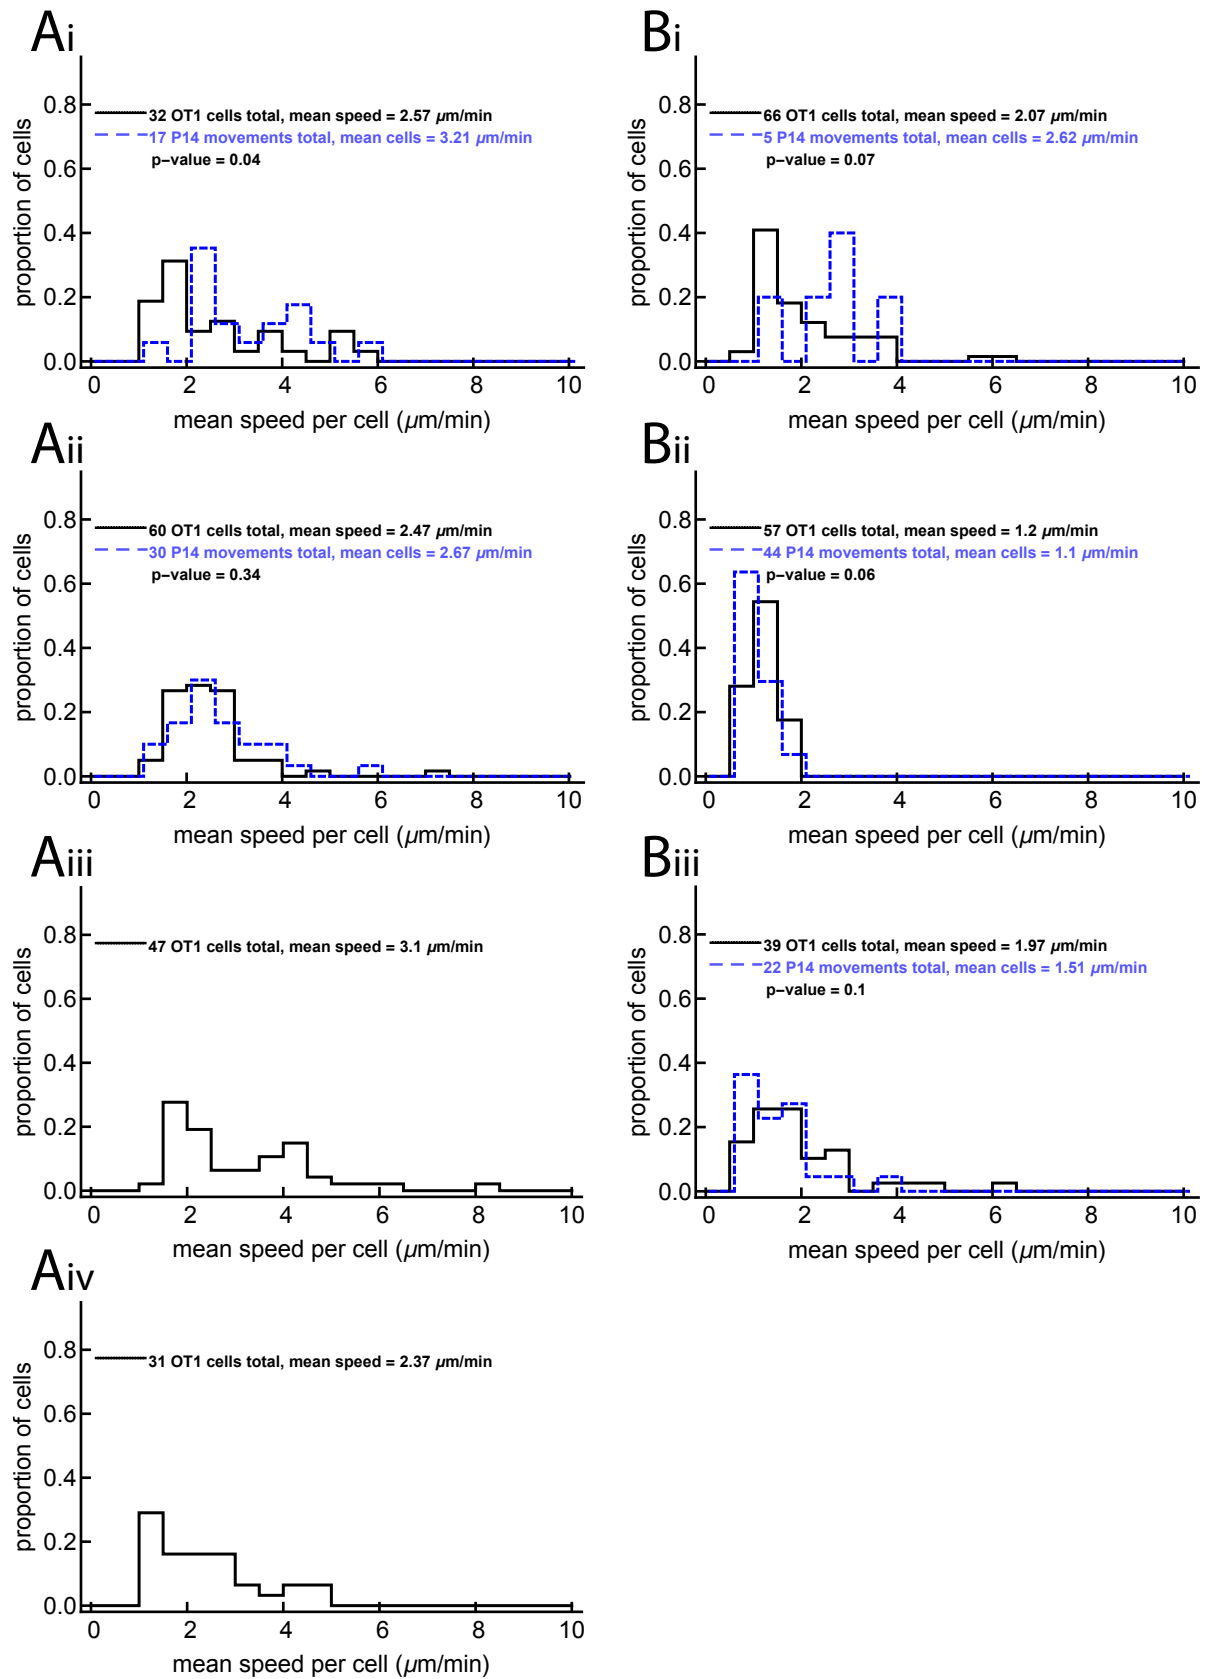 Ai
proportion of cells
0.8
0.6
0.4
0.2
0.0
32 OT1 cells total, mean speed = 2.57 μm/min
17 P14 movements total, mean cells = 3.21 μm/min
p−value = 0.04
0 2 4 6 8 10
mean speed per cell (μm/min)
Bi
proportion of cells
0.8
0.6
0.4
0.2
0.0
66 OT1 cells total, mean speed = 2.07 μm/min
5 P14 movements total, mean cells = 2.62 μm/min
p−value = 0.07
0 2 4 6 8 10
mean speed per cell (μm/min)
Aii
proportion of cells
0.8
0.6
0.4
0.2
0.0
60 OT1 cells total, mean speed = 2.47 μm/min
30 P14 movements total, mean cells = 2.67 μm/min
p−value = 0.34
0 2 4 6 8 10
mean speed per cell (μm/min)
Bii
proportion of cells
0.8
0.6
0.4
0.2
0.0
57 OT1 cells total, mean speed = 1.2 μm/min
44 P14 movements total, mean cells = 1.1 μm/min
p−value = 0.06
0 2 4 6 8 10
mean speed per cell (μm/min)
Aiii
proportion of cells
0.8
0.6
0.4
0.2
0.0
47 OT1 cells total, mean speed = 3.1 μm/min
0 2 4 6 8 10
mean speed per cell (μm/min)
Biii
proportion of cells
0.8
0.6
0.4
0.2
0.0
39 OT1 cells total, mean speed = 1.97 μm/min
22 P14 movements total, mean cells = 1.51 μm/min
p−value = 0.1
0 2 4 6 8 10
mean speed per cell (μm/min)
Aiv
proportion of cells
0.8
0.6
0.4
0.2
0.0
31 OT1 cells total, mean speed = 2.37 μm/min
0 2 4 6 8 10
mean speed per cell (μm/min)